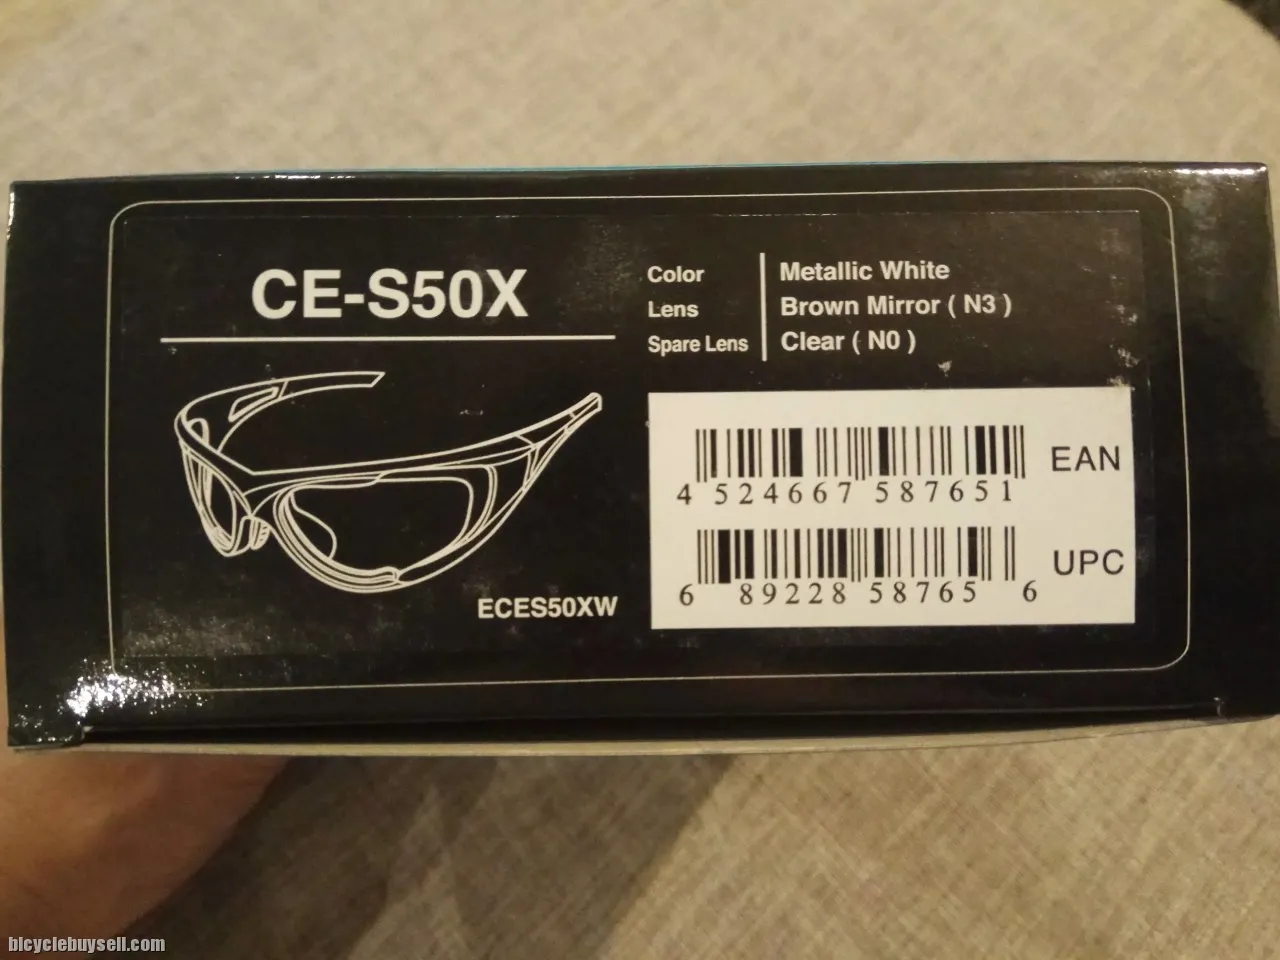 CE-S50X
Color Metallic White
Lens Brown Mirror ( N3 )
Spare Lens Clear ( N0 )
ECES50XW
4 524667 587651 EAN
6 89228 58765 6 UPC
bicyclebuysell.com